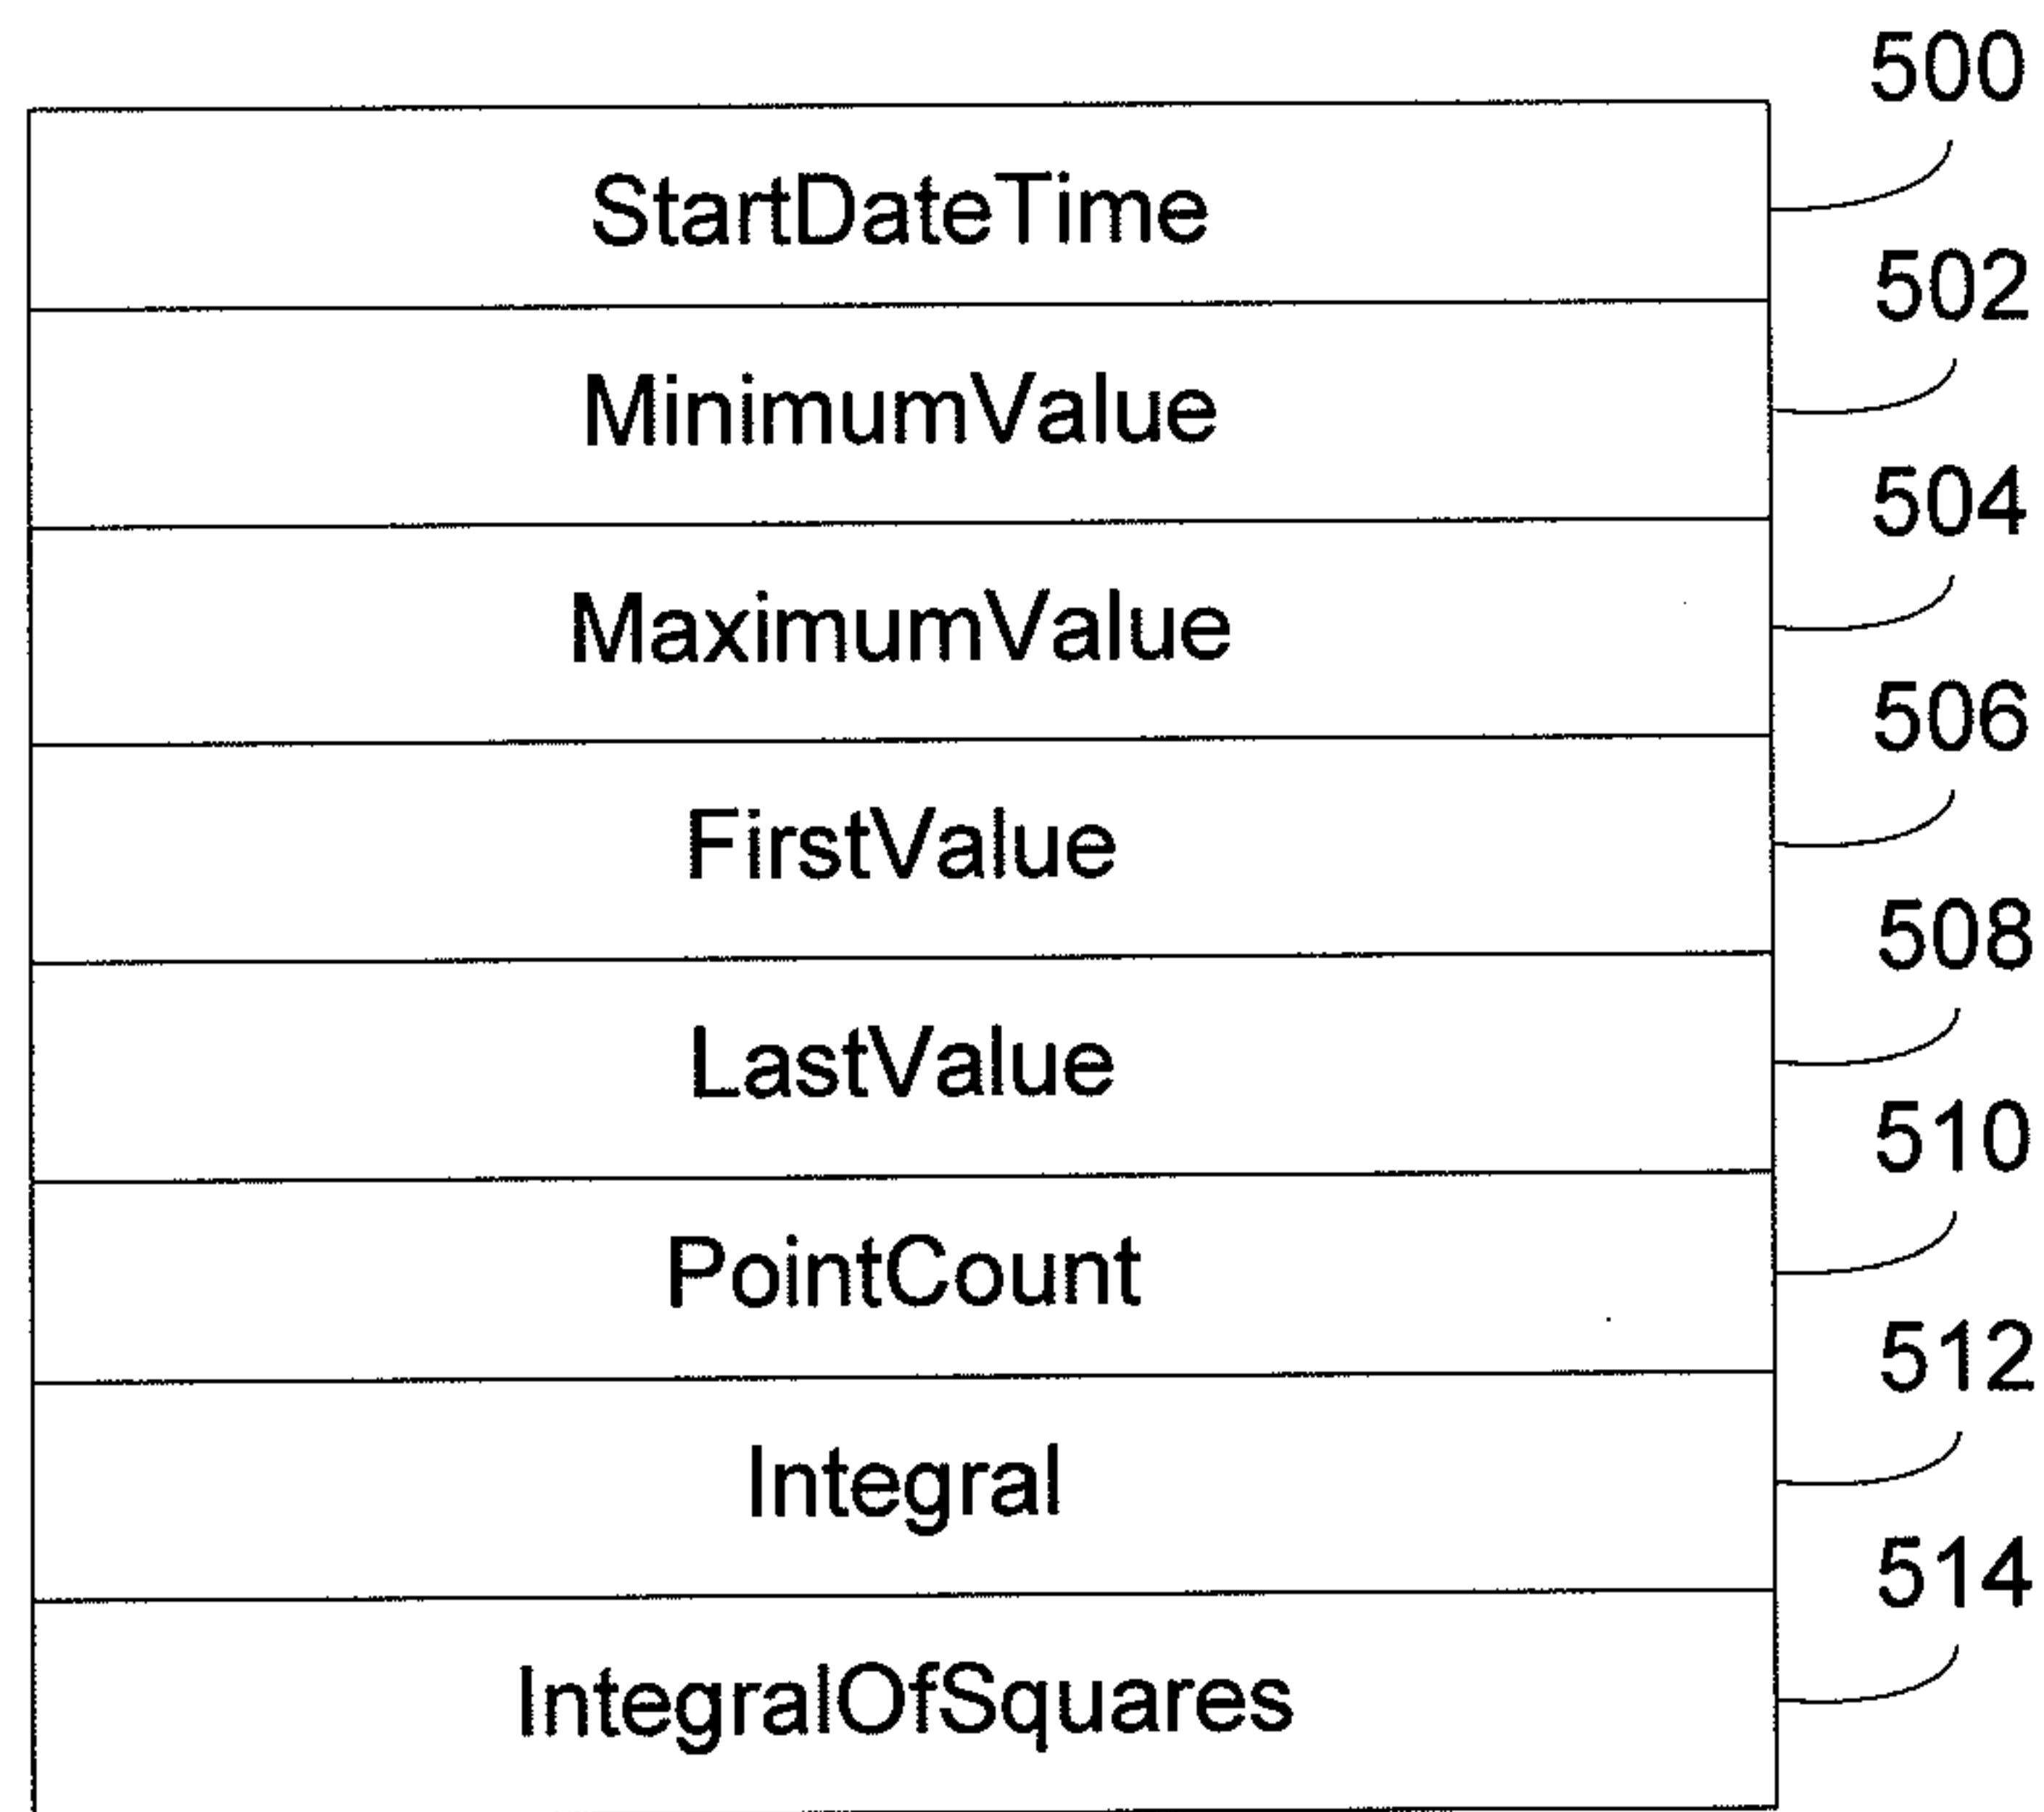 500
StartDateTime
502
MinimumValue
504
MaximumValue
506
FirstValue
508
LastValue
510
PointCount
512
Integral
514
IntegralOfSquares